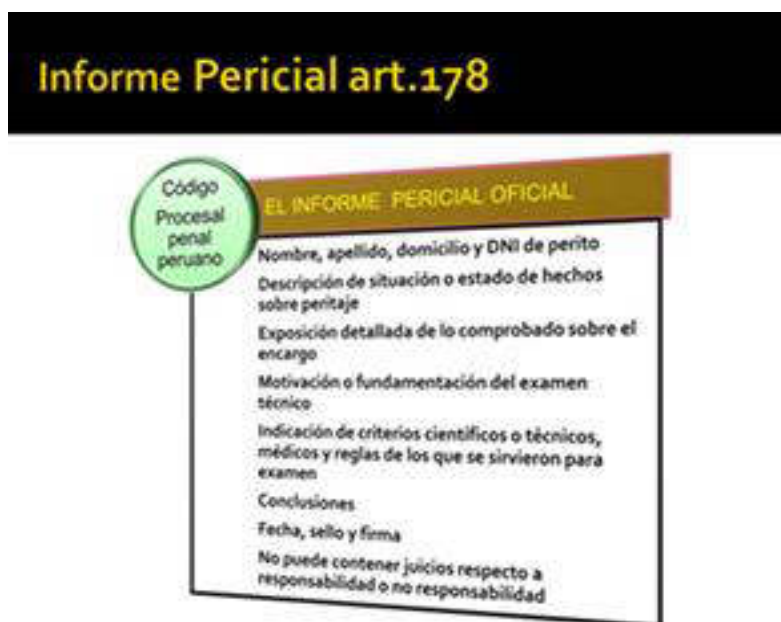 Informe Pericial art.178
Código
Procesal
penal
peruano
EL INFORME PERICIAL OFICIAL
Nombre, apellido, domicilio y DNI de perito
Descripción de situación o estado de hechos
sobre peritaje
Exposición detallada de lo comprobado sobre el
encargo
Motivación o fundamentación del examen
técnico
Indicación de criterios científicos o técnicos,
médicos y reglas de los que se sirvieron para
examen
Conclusiones
Fecha, sello y firma
No puede contener juicios respecto a
responsabilidad o no responsabilidad